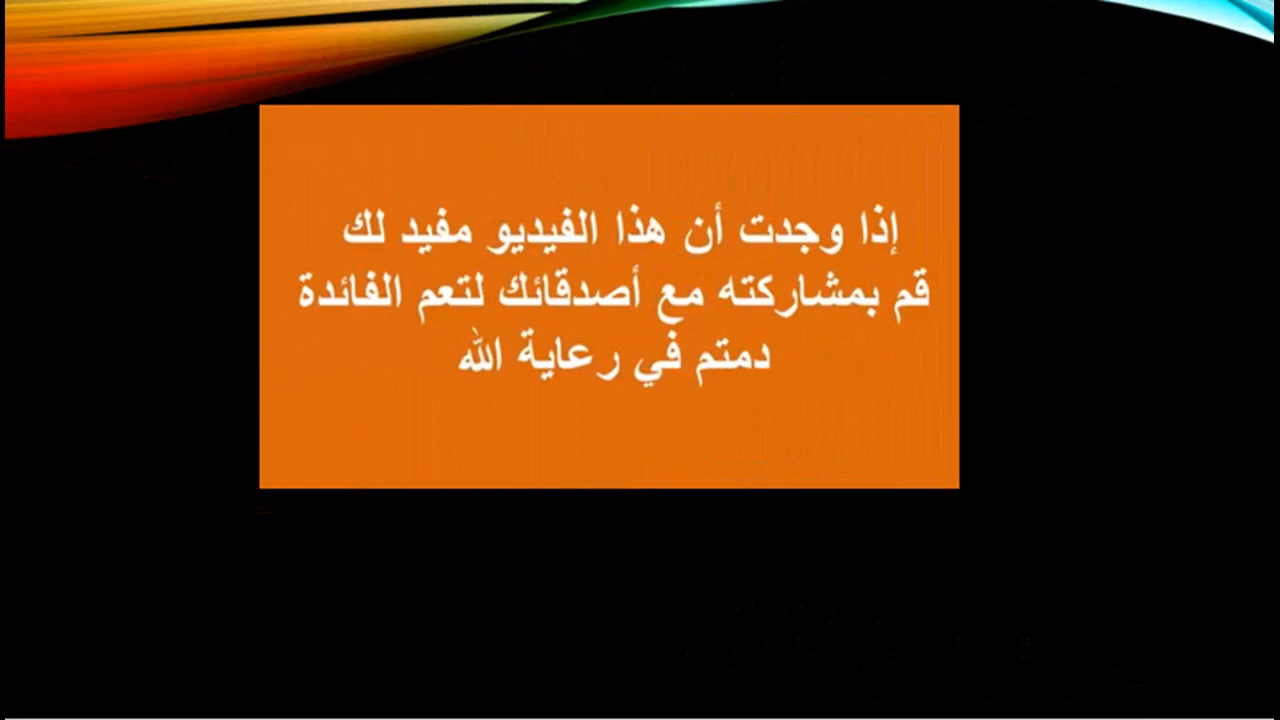 إذا وجدت أن هذا الفيديو مفيد لك
قم بمشاركته مع أصدقائك لتعم الفائدة
دمتم في رعاية الله